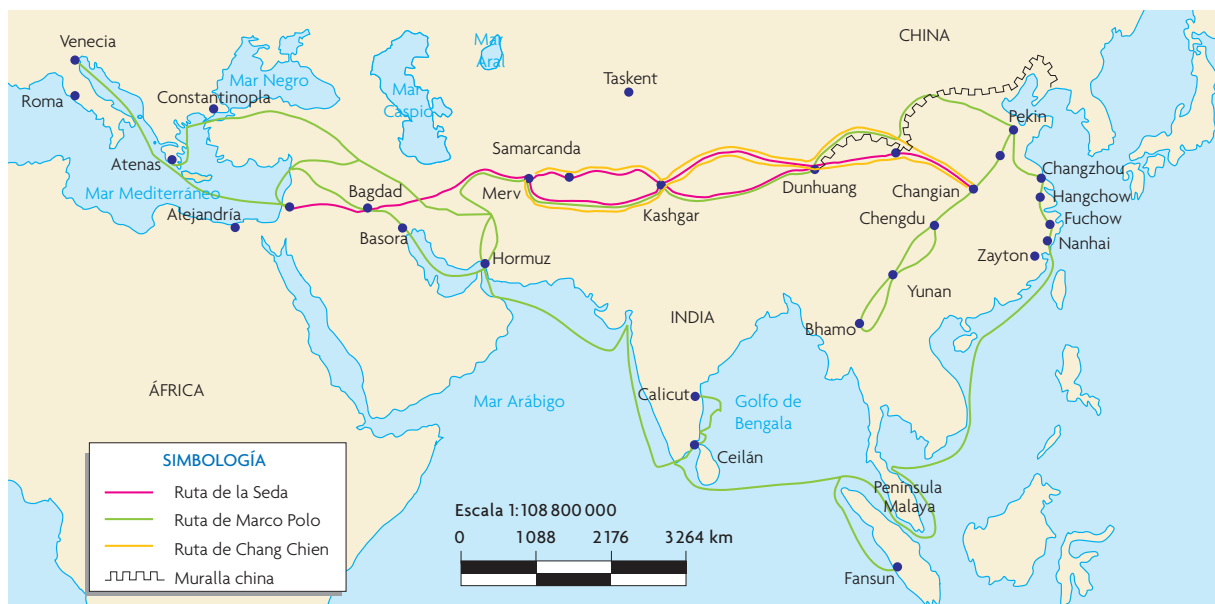 Venecia
Mar Negro
Mar
Aral
CHINA
Roma
Constantinopla
Mar
Caspio
Taskent
Pekin
Atenas
Samarcanda
Mar Mediterráneo
Bagdad
Merv
Dunhuang
Changian
Changzhou
Hangchow
Alejandría
Basora
Kashgar
Chengdu
Fuchow
Nanhai
Hormuz
Zayton
Yunan
INDIA
Bhamo
ÁFRICA
Mar Arábigo
Calicut
Golfo de
Bengala
Ceilán
Península
Malaya
Fansun
SIMBOLOGÍA
Ruta de la Seda
Ruta de Marco Polo
Ruta de Chang Chien
Muralla china
Escala 1:108 800 000
0 1088 2176 3264 km